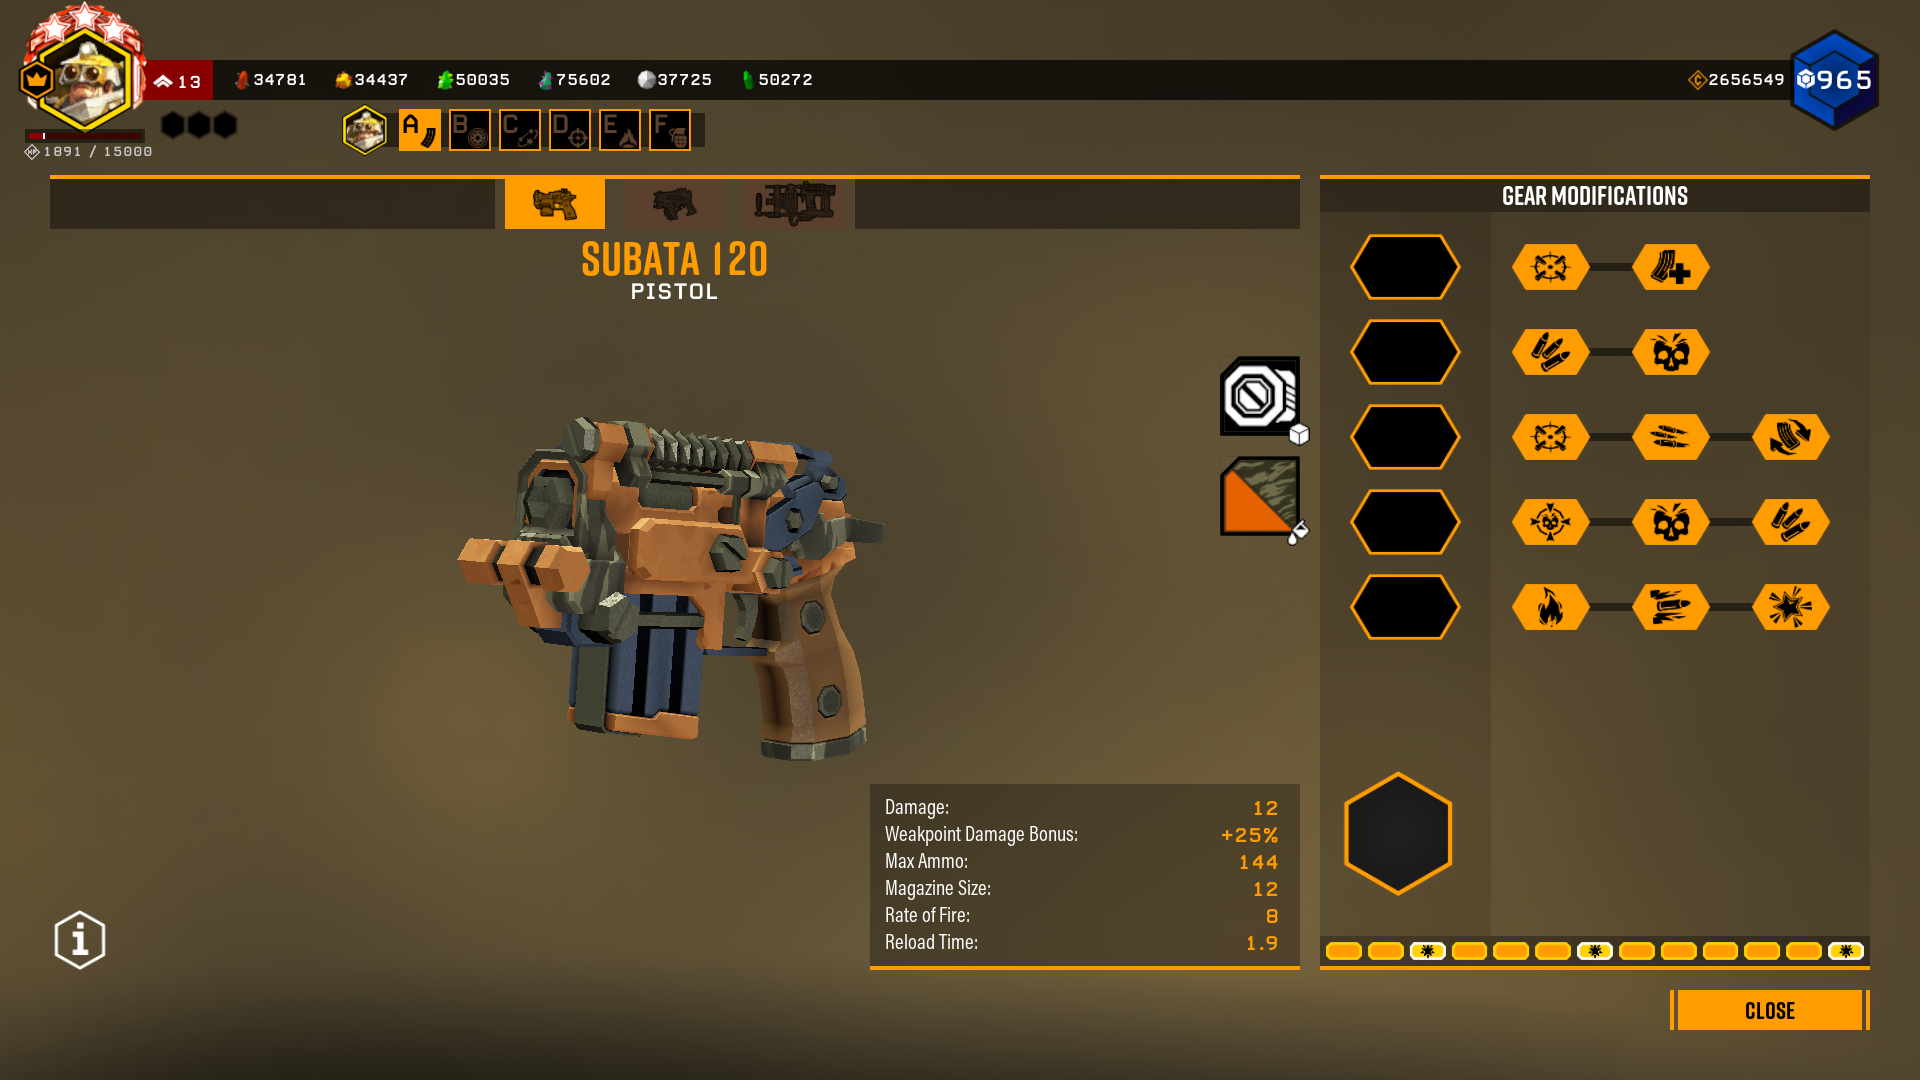 13
34781
34437
50035
75602
37725
50272
2656549
965
1891 / 15000
A
B
C
D
E
F
GEAR MODIFICATIONS
SUBATA 120
PISTOL
Damage: 12
Weakpoint Damage Bonus: +25%
Max Ammo: 144
Magazine Size: 12
Rate of Fire: 8
Reload Time: 1.9
CLOSE